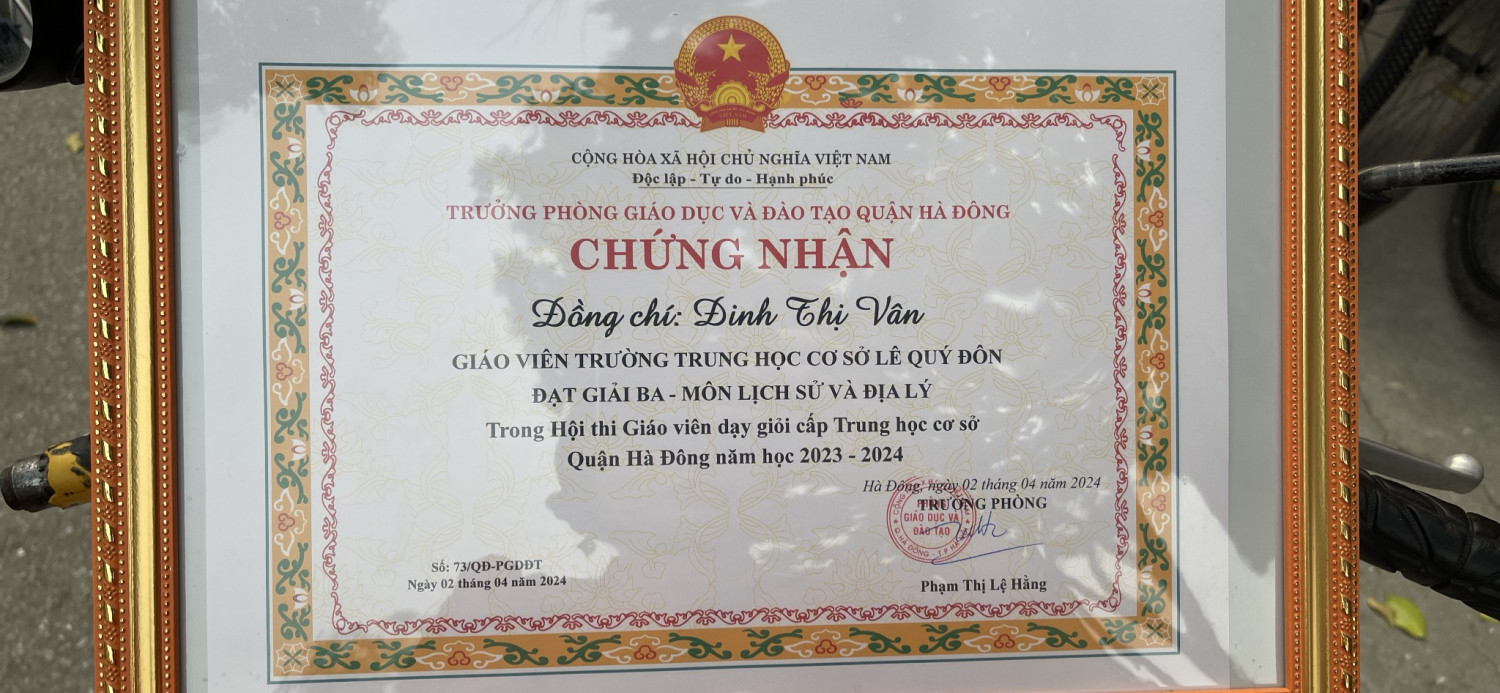 CỘNG HÒA XÃ HỘI CHỦ NGHĨA VIỆT NAM
Độc lập - Tự do - Hạnh phúc
TRƯỞNG PHÒNG GIÁO DỤC VÀ ĐÀO TẠO QUẬN HÀ ĐÔNG
CHỨNG NHẬN
Đồng chí: Đinh Thị Vân
GIÁO VIÊN TRƯỜNG TRUNG HỌC CƠ SỞ LÊ QUÝ ĐÔN
ĐẠT GIẢI BA - MÔN LỊCH SỬ VÀ ĐỊA LÝ
Trong Hội thi Giáo viên dạy giỏi cấp Trung học cơ sở
Quận Hà Đông năm học 2023 - 2024
Hà Đông, ngày 02 tháng 04 năm 2024
TRƯỞNG PHÒNG
PHÒNG
GIÁO DỤC VÀ
ĐÀO TẠO
Q.HÀ ĐÔNG - T.P HÀ
Số: 73/QĐ-PGDĐT
Ngày 02 tháng 04 năm 2024
Phạm Thị Lệ Hằng